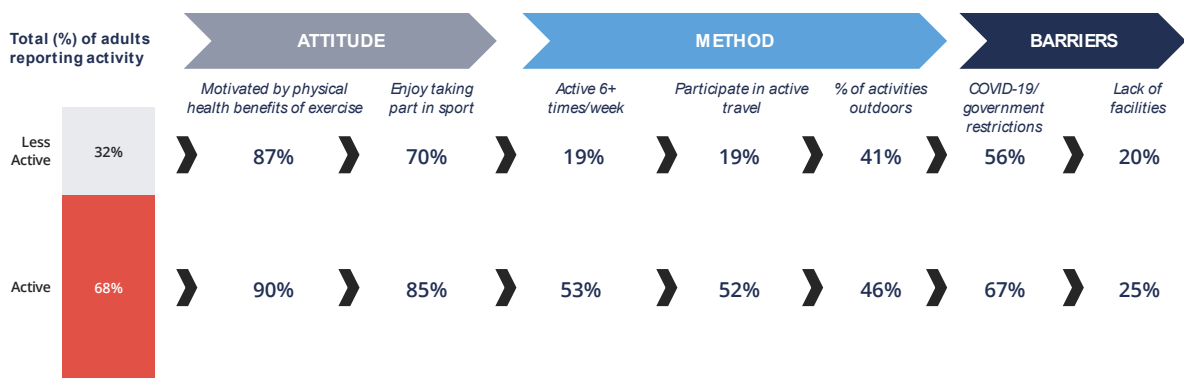 Total (%) of adults
reporting activity
ATTITUDE
METHOD
BARRIERS
Motivated by physical
health benefits of exercise
Enjoy taking
part in sport
Active 6+
times/week
Participate in active
travel
% of activities
outdoors
COVID-19/
government
restrictions
Lack of
facilities
Less
Active
32%
87%
70%
19%
19%
41%
56%
20%
Active
68%
90%
85%
53%
52%
46%
67%
25%